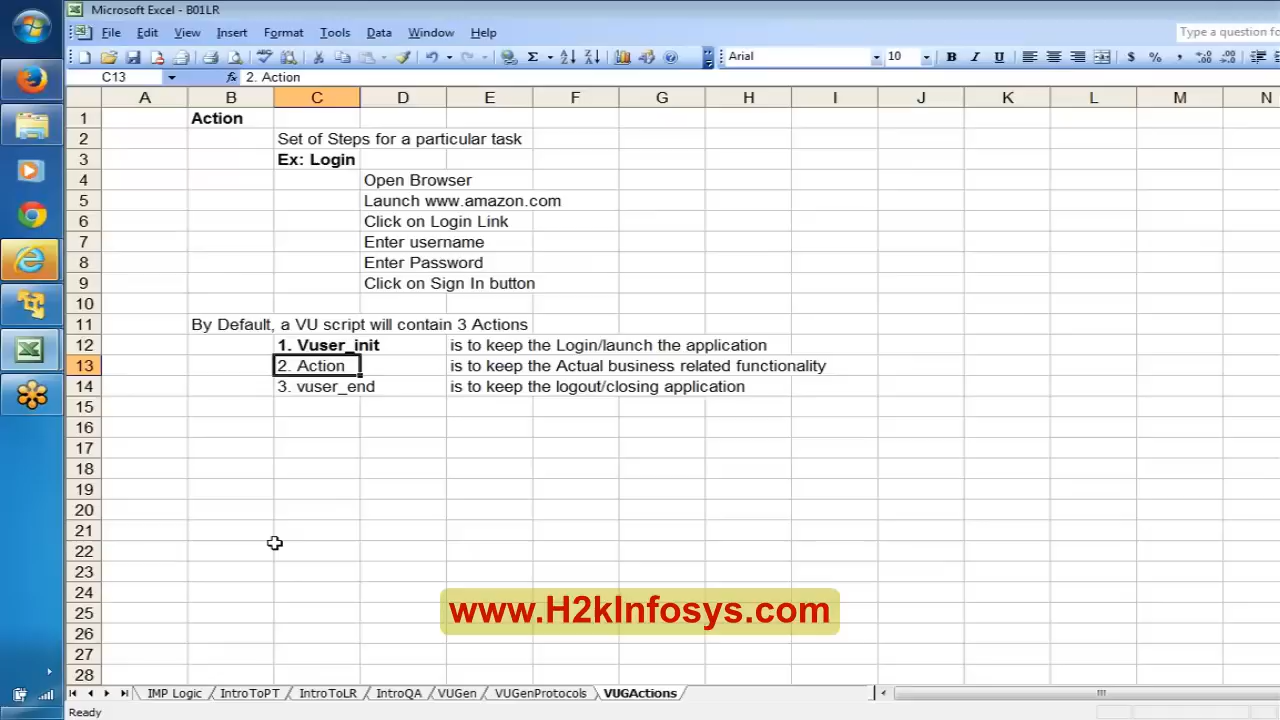 Microsoft Excel - B01LR
File Edit View Insert Format Tools Data Window Help
Type a question fo
Arial 10 B I U $ %
C13 fx 2. Action
A B C D E F G H I J K L M N
1 Action
2 Set of Steps for a particular task
3 Ex: Login
4 Open Browser
5 Launch www.amazon.com
6 Click on Login Link
7 Enter username
8 Enter Password
9 Click on Sign In button
10
11 By Default, a VU script will contain 3 Actions
12 1. Vuser_init is to keep the Login/launch the application
13 2. Action is to keep the Actual business related functionality
14 3. vuser_end is to keep the logout/closing application
15
16
17
18
19
20
21
22
23
24
25
26
27
28
www.H2kInfosys.com
IMP Logic IntroToPT IntroToLR IntroQA VUGen VUGenProtocols VUGActions
Ready